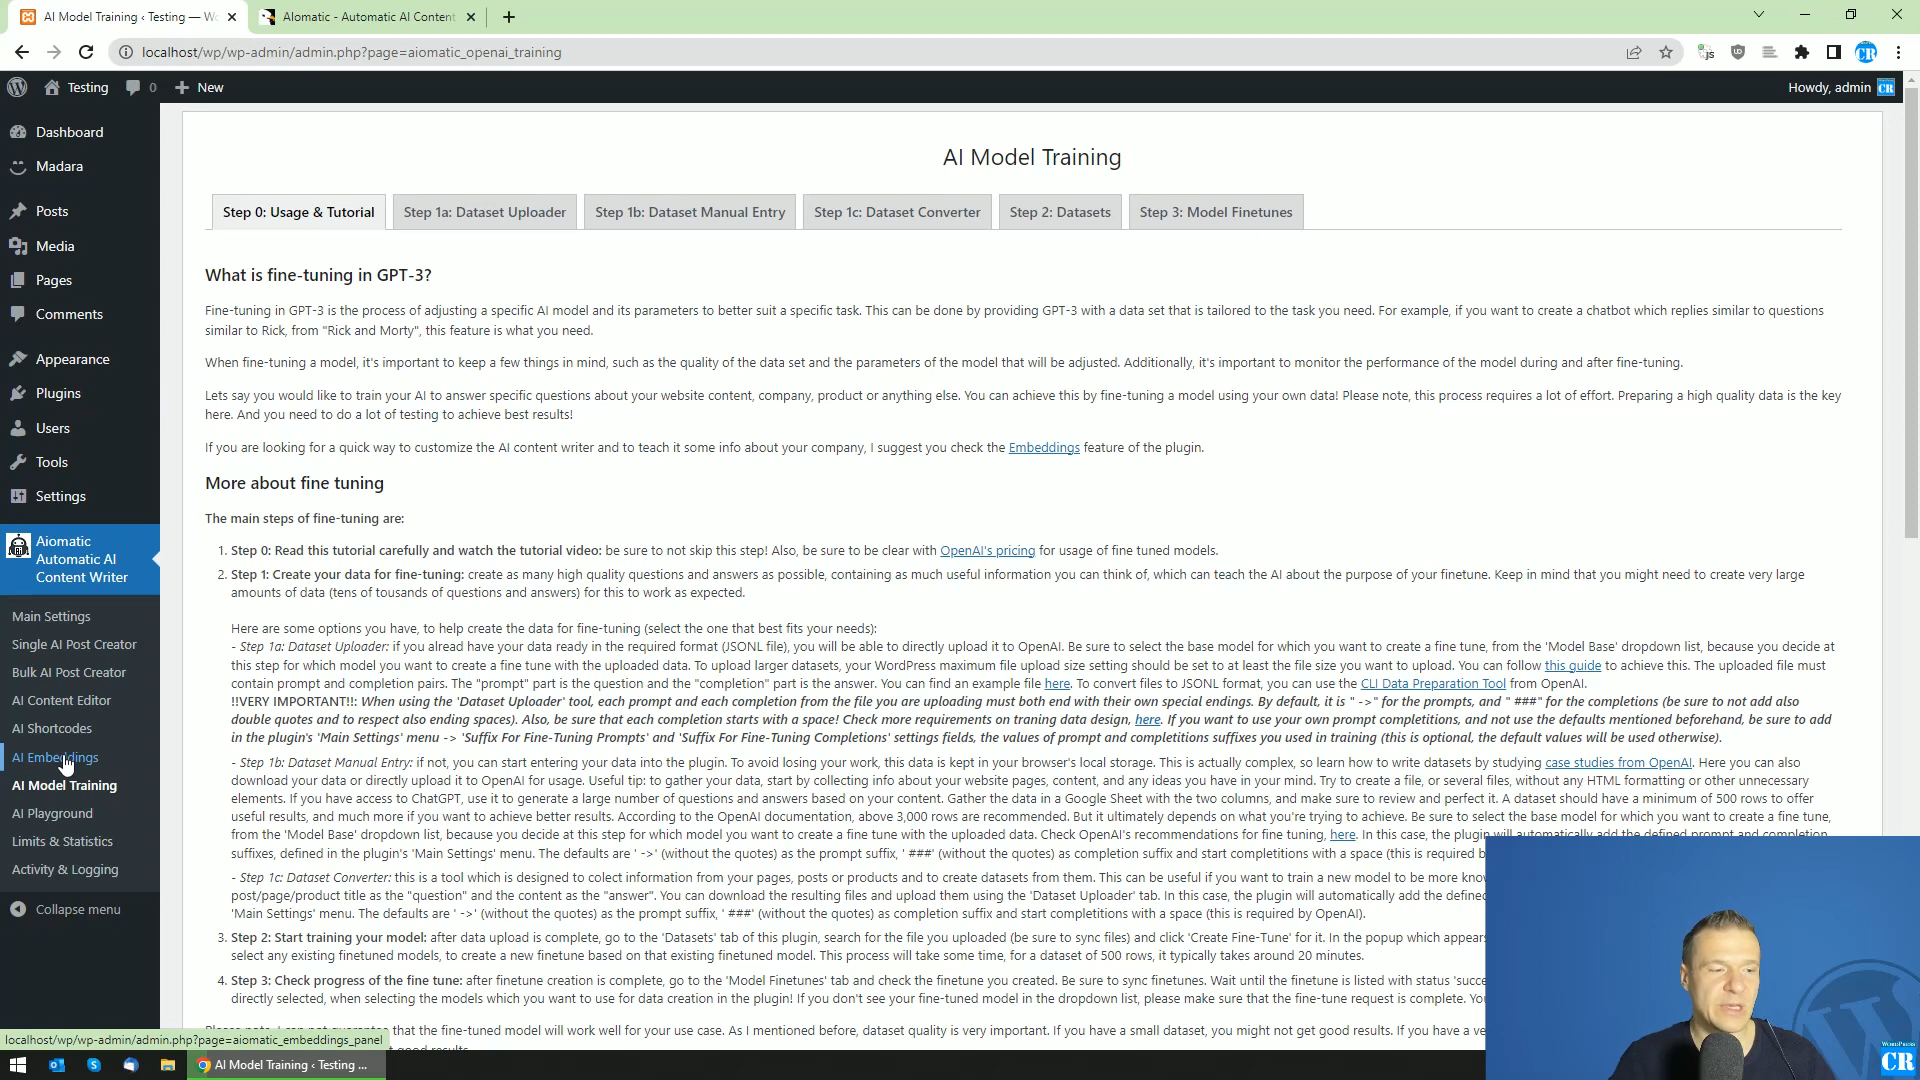 AI Model Training ‹ Testing — Wo
AIomatic - Automatic AI Content
localhost/wp/wp-admin/admin.php?page=aiomatic_openai_training
Testing
0
New
Howdy, admin
Dashboard
Madara
Posts
Media
Pages
Comments
Appearance
Plugins
Users
Tools
Settings
Aiomatic
Automatic AI
Content Writer
Main Settings
Single AI Post Creator
Bulk AI Post Creator
AI Content Editor
AI Shortcodes
AI Embeddings
AI Model Training
AI Playground
Limits & Statistics
Activity & Logging
Collapse menu
AI Model Training
Step 0: Usage & Tutorial
Step 1a: Dataset Uploader
Step 1b: Dataset Manual Entry
Step 1c: Dataset Converter
Step 2: Datasets
Step 3: Model Finetunes
What is fine-tuning in GPT-3?
Fine-tuning in GPT-3 is the process of adjusting a specific AI model and its parameters to better suit a specific task. This can be done by providing GPT-3 with a data set that is tailored to the task you need. For example, if you want to create a chatbot which replies similar to questions
similar to Rick, from "Rick and Morty", this feature is what you need.
When fine-tuning a model, it's important to keep a few things in mind, such as the quality of the data set and the parameters of the model that will be adjusted. Additionally, it's important to monitor the performance of the model during and after fine-tuning.
Lets say you would like to train your AI to answer specific questions about your website content, company, product or anything else. You can achieve this by fine-tuning a model using your own data! Please note, this process requires a lot of effort. Preparing a high quality data is the key
here. And you need to do a lot of testing to achieve best results!
If you are looking for a quick way to customize the AI content writer and to teach it some info about your company, I suggest you check the Embeddings feature of the plugin.
More about fine tuning
The main steps of fine-tuning are:
1. Step 0: Read this tutorial carefully and watch the tutorial video: be sure to not skip this step! Also, be sure to be clear with OpenAI's pricing for usage of fine tuned models.
2. Step 1: Create your data for fine-tuning: create as many high quality questions and answers as possible, containing as much useful information you can think of, which can teach the AI about the purpose of your finetune. Keep in mind that you might need to create very large
amounts of data (tens of tousands of questions and answers) for this to work as expected.
Here are some options you have, to help create the data for fine-tuning (select the one that best fits your needs):
- Step 1a: Dataset Uploader: if you alread have your data ready in the required format (JSONL file), you will be able to directly upload it to OpenAI. Be sure to select the base model for which you want to create a fine tune, from the 'Model Base' dropdown list, because you decide at
this step for which model you want to create a fine tune with the uploaded data. To upload larger datasets, your WordPress maximum file upload size setting should be set to at least the file size you want to upload. You can follow this guide to achieve this. The uploaded file must
contain prompt and completion pairs. The "prompt" part is the question and the "completion" part is the answer. You can find an example file here. To convert files to JSONL format, you can use the CLI Data Preparation Tool from OpenAI.
!!VERY IMPORTANT!!: When using the 'Dataset Uploader' tool, each prompt and each completion from the file you are uploading must both end with their own special endings. By default, it is " ->" for the prompts, and " ###" for the completions (be sure to not add also
double quotes and to respect also ending spaces). Also, be sure that each completion starts with a space! Check more requirements on traning data design, here. If you want to use your own prompt completions, and not use the defaults mentioned beforehand, be sure to add
in the plugin's 'Main Settings' menu -> 'Suffix For Fine-Tuning Prompts' and 'Suffix For Fine-Tuning Completions' settings fields, the values of prompt and completitions suffixes you used in training (this is optional, the default values will be used otherwise).
- Step 1b: Dataset Manual Entry: if not, you can start entering your data into the plugin. To avoid losing your work, this data is kept in your browser's local storage. This is actually complex, so learn how to write datasets by studying case studies from OpenAI. Here you can also
download your data or directly upload it to OpenAI for usage. Useful tip: to gather your data, start by collecting info about your website pages, content, and any ideas you have in your mind. Try to create a file, or several files, without any HTML formatting or other unnecessary
elements. If you have access to ChatGPT, use it to generate a large number of questions and answers based on your content. Gather the data in a Google Sheet with the two columns, and make sure to review and perfect it. A dataset should have a minimum of 500 rows to offer
useful results, and much more if you want to achieve better results. According to the OpenAI documentation, above 3,000 rows are recommended. But it ultimately depends on what you're trying to achieve. Be sure to select the base model for which you want to create a fine tune,
from the 'Model Base' dropdown list, because you decide at this step for which model you want to create a fine tune with the uploaded data. Check OpenAI's recommendations for fine tuning, here. In this case, the plugin will automatically add the defined prompt and completion
suffixes, defined in the plugin's 'Main Settings' menu. The defaults are ' ->' (without the quotes) as the prompt suffix, ' ###' (without the quotes) as completion suffix and start completitions with a space (this is required b
- Step 1c: Dataset Converter: this is a tool which is designed to colect information from your pages, posts or products and to create datasets from them. This can be useful if you want to train a new model to be more kno
post/page/product title as the "question" and the content as the "answer". You can download the resulting files and upload them using the 'Dataset Uploader' tab. In this case, the plugin will automatically add the define
'Main Settings' menu. The defaults are ' ->' (without the quotes) as the prompt suffix, ' ###' (without the quotes) as completion suffix and start completitions with a space (this is required by OpenAI).
3. Step 2: Start training your model: after data upload is complete, go to the 'Datasets' tab of this plugin, search for the file you uploaded (be sure to sync files) and click 'Create Fine-Tune' for it. In the popup which appears
select any existing finetuned models, to create a new finetune based on that existing finetuned model. This process will take some time, for a dataset of 500 rows, it typically takes around 20 minutes.
4. Step 3: Check progress of the fine tune: after finetune creation is complete, go to the 'Model Finetunes' tab and check the finetune you created. Be sure to sync finetunes. Wait until the finetune is listed with status 'succe
directly selected, when selecting the models which you want to use for data creation in the plugin! If you don't see your fine-tuned model in the dropdown list, please make sure that the fine-tune request is complete. You
that the fine-tuned model will work well for your use case. As I mentioned before, dataset quality is very important. If you have a small dataset, you might not get good results. If you have a ve
localhost/wp/wp-admin/admin.php?page=aiomatic_embeddings_panel
AI Model Training ‹ Testing ...
WORDPRESS
CR